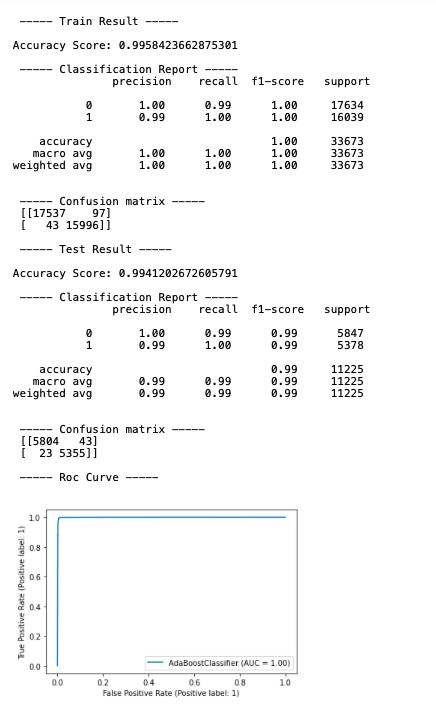 ----- Train Result -----
Accuracy Score: 0.9958423662875301
----- Classification Report -----
precision recall f1-score support
0 1.00 0.99 1.00 17634
1 0.99 1.00 1.00 16039
accuracy 1.00 33673
macro avg 1.00 1.00 1.00 33673
weighted avg 1.00 1.00 1.00 33673
----- Confusion matrix -----
[[17537 97]
[ 43 15996]]
----- Test Result -----
Accuracy Score: 0.9941202672605791
----- Classification Report -----
precision recall f1-score support
0 1.00 0.99 0.99 5847
1 0.99 1.00 0.99 5378
accuracy 0.99 11225
macro avg 0.99 0.99 0.99 11225
weighted avg 0.99 0.99 0.99 11225
----- Confusion matrix -----
[[5804 43]
[ 23 5355]]
----- Roc Curve -----
True Positive Rate (Positive label: 1)
1.0
0.8
0.6
0.4
0.2
0.0
AdaBoostClassifier (AUC = 1.00)
0.0 0.2 0.4 0.6 0.8 1.0
False Positive Rate (Positive label: 1)